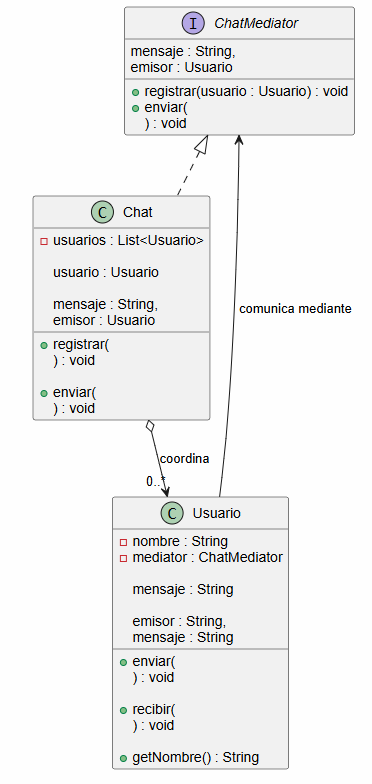 I ChatMediator
mensaje : String,
emisor : Usuario
registrar(usuario : Usuario) : void
enviar(
) : void
C Chat
usuarios : List<Usuario>
usuario : Usuario
mensaje : String,
emisor : Usuario
registrar(
) : void
enviar(
) : void
comunica mediante
coordina
0..*
C Usuario
nombre : String
mediator : ChatMediator
mensaje : String
emisor : String,
mensaje : String
enviar(
) : void
recibir(
) : void
getNombre() : String